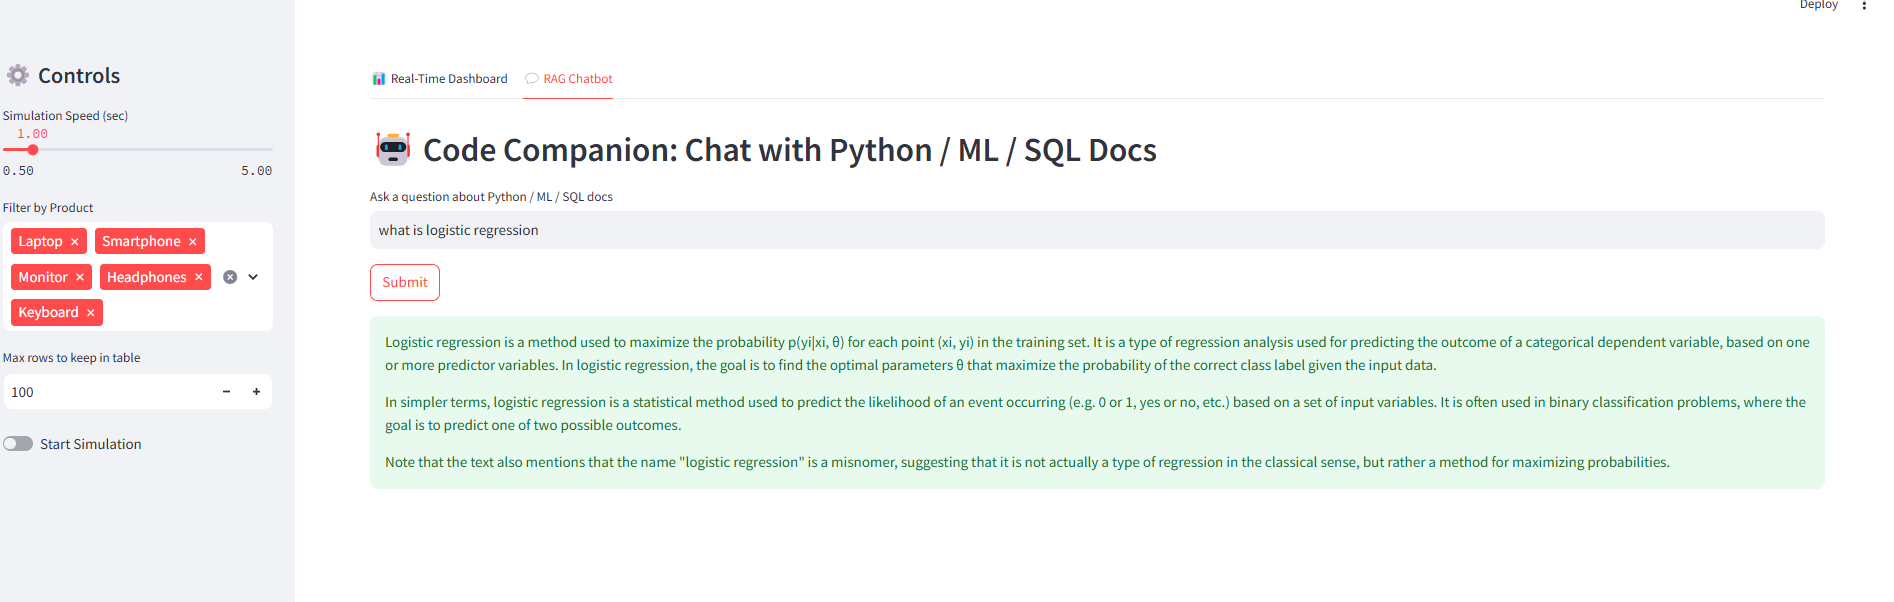 Deploy
Controls
Simulation Speed (sec)
1.00
0.50 5.00
Filter by Product
Laptop × Smartphone ×
Monitor × Headphones ×
Keyboard ×
Max rows to keep in table
100 − +
Start Simulation
Real-Time Dashboard RAG Chatbot
Code Companion: Chat with Python / ML / SQL Docs
Ask a question about Python / ML / SQL docs
what is logistic regression
Submit
Logistic regression is a method used to maximize the probability p(yi|xi, θ) for each point (xi, yi) in the training set. It is a type of regression analysis used for predicting the outcome of a categorical dependent variable, based on one
or more predictor variables. In logistic regression, the goal is to find the optimal parameters θ that maximize the probability of the correct class label given the input data.
In simpler terms, logistic regression is a statistical method used to predict the likelihood of an event occurring (e.g. 0 or 1, yes or no, etc.) based on a set of input variables. It is often used in binary classification problems, where the
goal is to predict one of two possible outcomes.
Note that the text also mentions that the name "logistic regression" is a misnomer, suggesting that it is not actually a type of regression in the classical sense, but rather a method for maximizing probabilities.